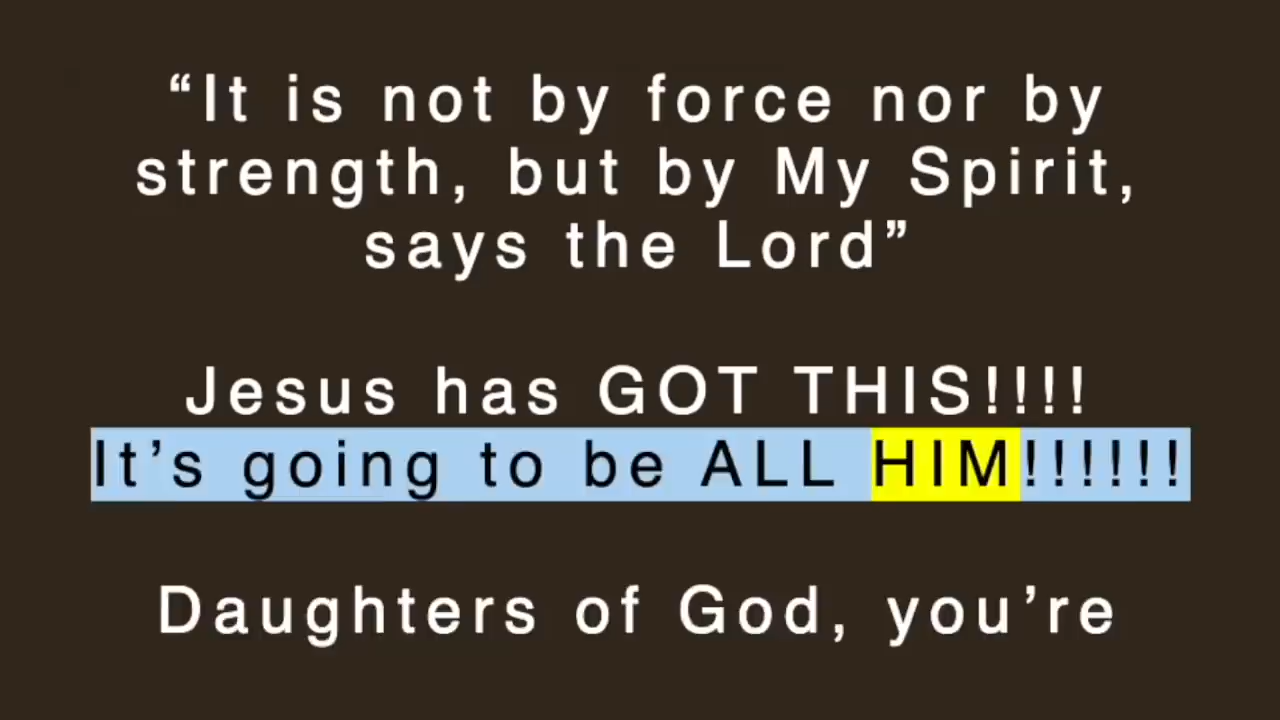 “It is not by force nor by
strength, but by My Spirit,
says the Lord”
Jesus has GOT THIS!!!!
It’s going to be ALL HIM!!!!!!
Daughters of God, you’re